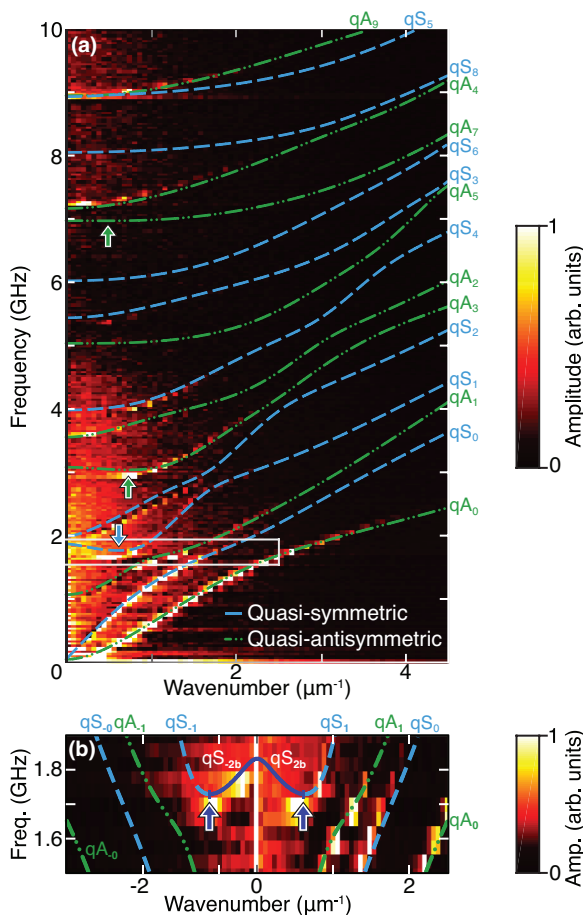 qA9 qS5
10
(a)
qS8
qA4
8
qA7
qS6
qS3
qA5
qS4
6
qA2
qA3
qS2
4
qS1
qA1
qS0
2
qA0
Quasi-symmetric
Quasi-antisymmetric
0 2 4
Wavenumber (µm-1)
Frequency (GHz)
1
0
Amplitude (arb. units)
qS-0 qA-1 qS-1 qS1 qA1 qS0
(b)
qS-2b qS2b
1.8
1.6
qA-0
qA0
-2 0 2
Wavenumber (µm-1)
Freq. (GHz)
1
0
Amp. (arb. units)